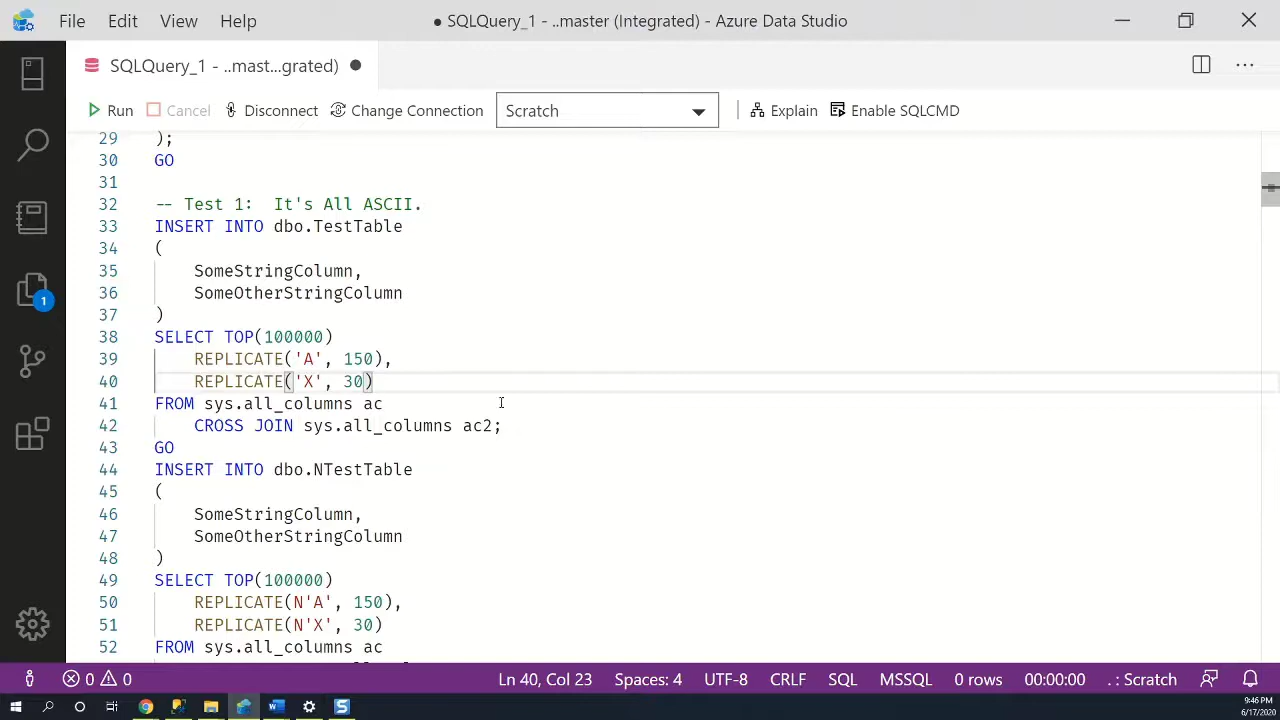 File Edit View Help ● SQLQuery_1 - ..master (Integrated) - Azure Data Studio
SQLQuery_1 - ..mast...grated) ●
Run Cancel Disconnect Change Connection Scratch Explain Enable SQLCMD
29 );
30 GO
31
32 -- Test 1:  It's All ASCII.
33 INSERT INTO dbo.TestTable
34 (
35     SomeStringColumn,
36     SomeOtherStringColumn
37 )
38 SELECT TOP(100000)
39     REPLICATE('A', 150),
40     REPLICATE('X', 30)
41 FROM sys.all_columns ac
42     CROSS JOIN sys.all_columns ac2;
43 GO
44 INSERT INTO dbo.NTestTable
45 (
46     SomeStringColumn,
47     SomeOtherStringColumn
48 )
49 SELECT TOP(100000)
50     REPLICATE(N'A', 150),
51     REPLICATE(N'X', 30)
52 FROM sys.all_columns ac
1
0 0 Ln 40, Col 23 Spaces: 4 UTF-8 CRLF SQL MSSQL 0 rows 00:00:00 . : Scratch
9:46 PM
6/17/2020